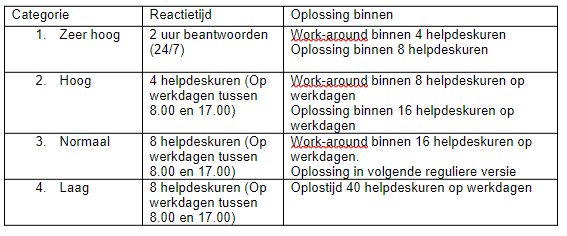 Categorie Reactietijd Oplossing binnen
1. Zeer hoog
2 uur beantwoorden
(24/7)
Work-around binnen 4 helpdeskuren
Oplossing binnen 8 helpdeskuren
2. Hoog
4 helpdeskuren (Op
werkdagen tussen
8.00 en 17.00)
Work-around binnen 8 helpdeskuren op
werkdagen
Oplossing binnen 16 helpdeskuren op
werkdagen
3. Normaal
8 helpdeskuren (Op
werkdagen tussen
8.00 en 17.00)
Work-around binnen 16 helpdeskuren op
werkdagen.
Oplossing in volgende reguliere versie
4. Laag
8 helpdeskuren (Op
werkdagen tussen
8.00 en 17.00)
Oplostijd 40 helpdeskuren op werkdagen